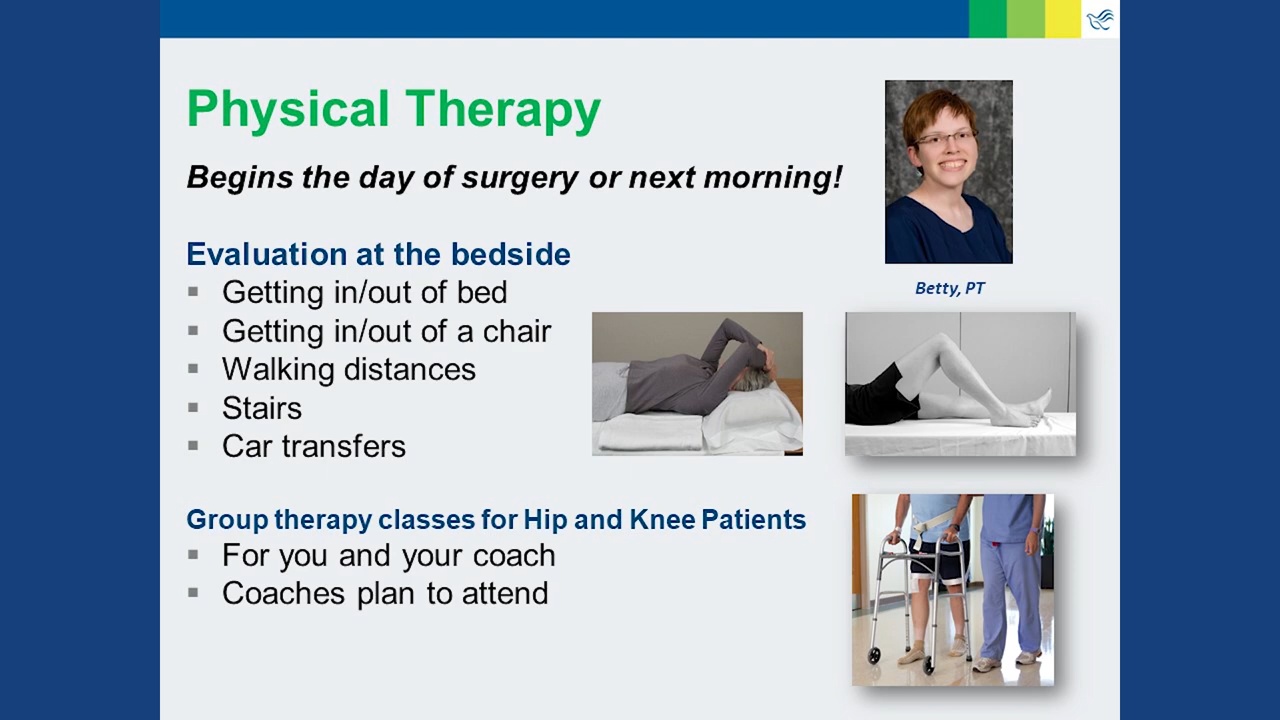 Physical Therapy
Begins the day of surgery or next morning!
Evaluation at the bedside
▪ Getting in/out of bed
▪ Getting in/out of a chair
▪ Walking distances
▪ Stairs
▪ Car transfers
Group therapy classes for Hip and Knee Patients
▪ For you and your coach
▪ Coaches plan to attend
Betty, PT